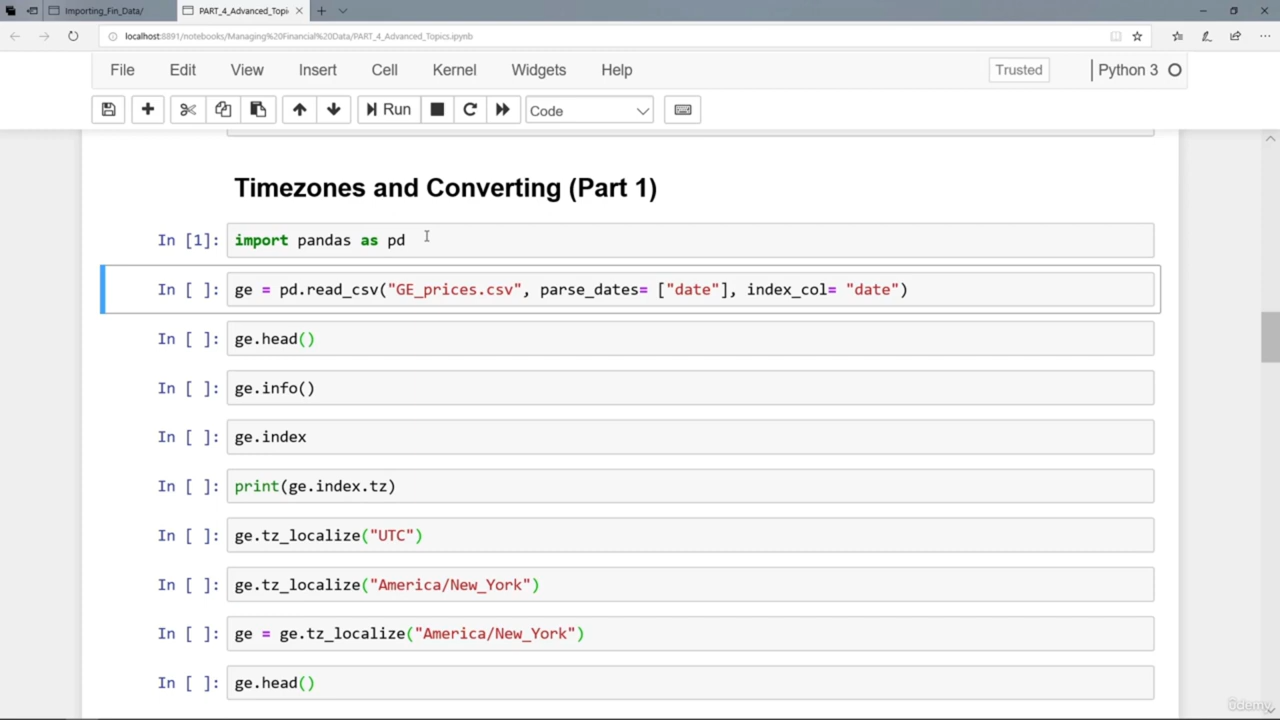 Importing_Fin_Data/
PART_4_Advanced_Topi
localhost:8891/notebooks/Managing%20Financial%20Data/PART_4_Advanced_Topics.ipynb
File Edit View Insert Cell Kernel Widgets Help Trusted Python 3
Run Code
Timezones and Converting (Part 1)
In [1]: import pandas as pd
In [ ]: ge = pd.read_csv("GE_prices.csv", parse_dates= ["date"], index_col= "date")
In [ ]: ge.head()
In [ ]: ge.info()
In [ ]: ge.index
In [ ]: print(ge.index.tz)
In [ ]: ge.tz_localize("UTC")
In [ ]: ge.tz_localize("America/New_York")
In [ ]: ge = ge.tz_localize("America/New_York")
In [ ]: ge.head()
ûdemy